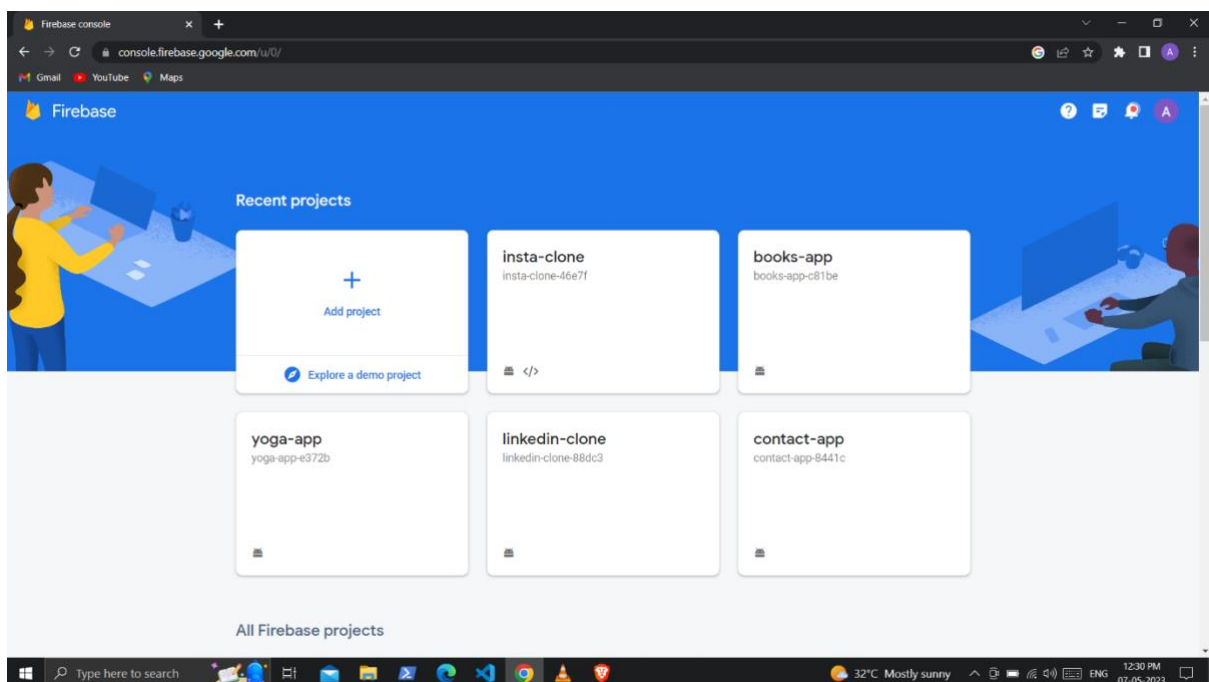 Firebase console
console.firebase.google.com/u/0/
A
Gmail YouTube Maps
Firebase
A
Recent projects
Add project
Explore a demo project
insta-clone
insta-clone-46e7f
</>
books-app
books-app-c81be
yoga-app
yoga-app-e372b
linkedin-clone
linkedin-clone-88dc3
contact-app
contact-app-8441c
All Firebase projects
Type here to search
32°C Mostly sunny
ENG
12:30 PM
07-05-2023